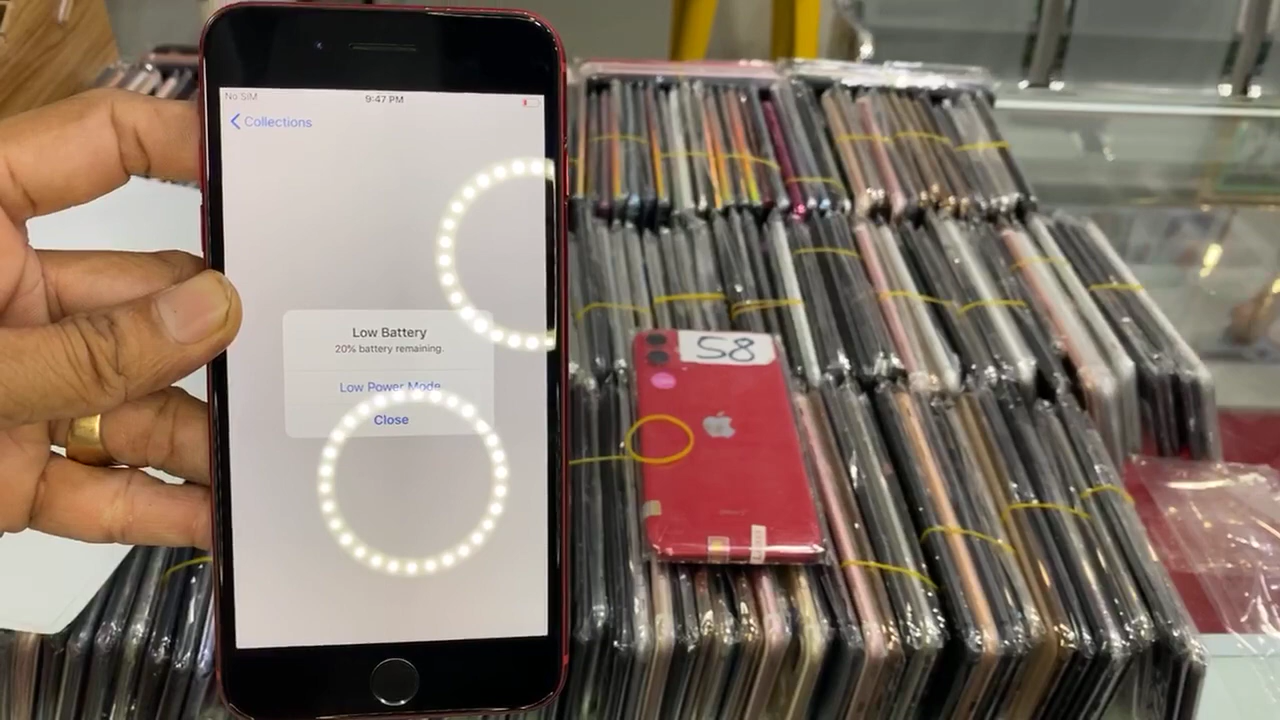 No SIM
9:47 PM
Collections
Low Battery
20% battery remaining.
Low Power Mode
Close
S8